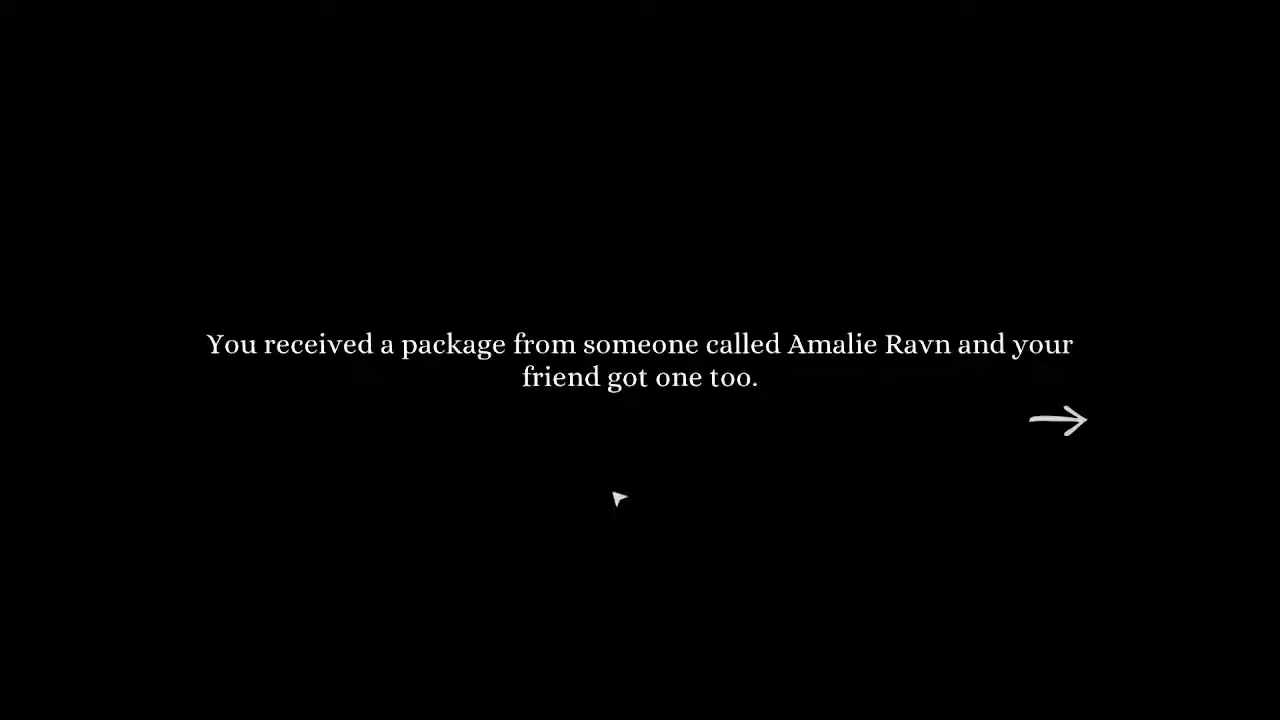 You received a package from someone called Amalie Ravn and your
friend got one too.